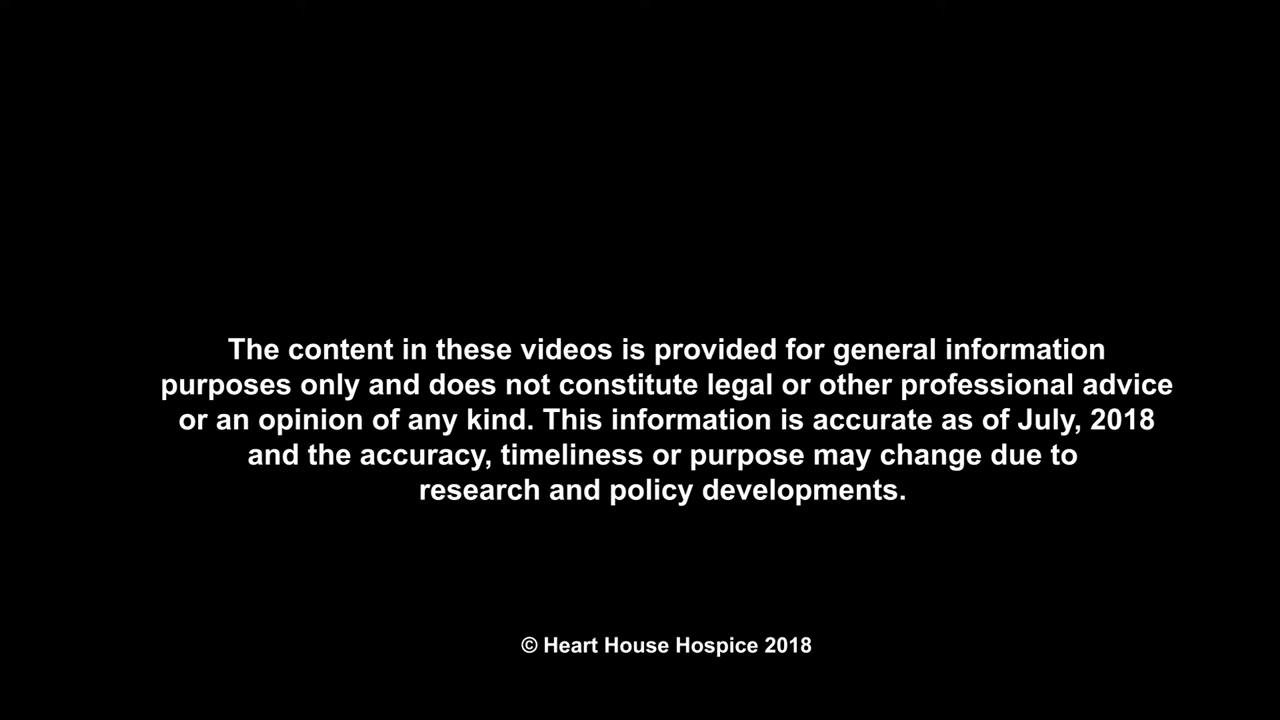 The content in these videos is provided for general information
purposes only and does not constitute legal or other professional advice
or an opinion of any kind. This information is accurate as of July, 2018
and the accuracy, timeliness or purpose may change due to
research and policy developments.
© Heart House Hospice 2018